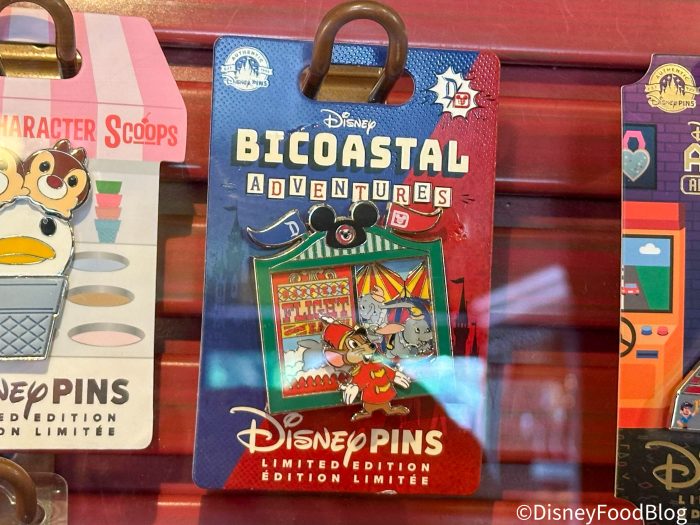 CHARACTER SCOOPS
DISNEY PINS
LIMITED EDITION
ÉDITION LIMITÉE
AUTHENTIC
DISNEY PINS
D
Disney
BICOASTAL
ADVENTURES
D
FLIGHT
Disney PINS
LIMITED EDITION
ÉDITION LIMITÉE
AUTHENTIC
DISNEY PINS
A
D
©DisneyFoodBlog